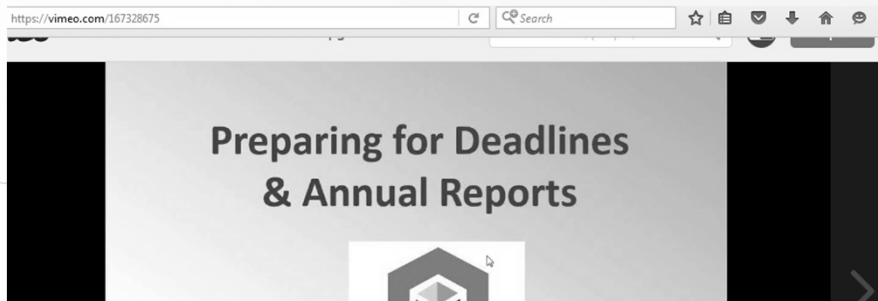 https://vimeo.com/167328675
Search
Preparing for Deadlines
& Annual Reports